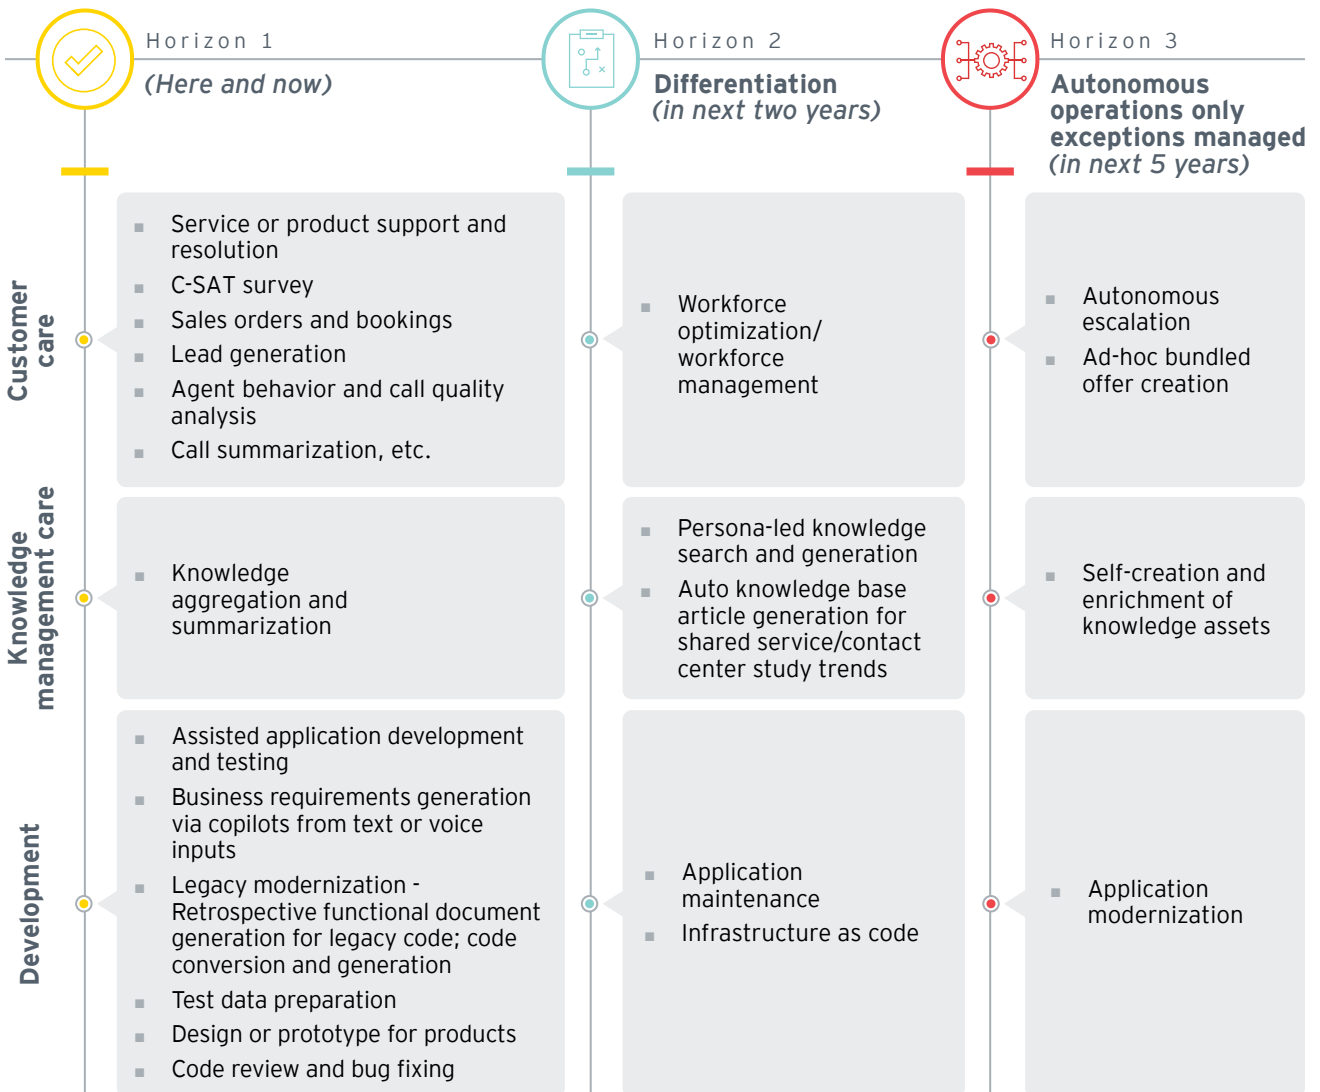 Horizon 1
(Here and now)
Horizon 2
Differentiation
(in next two years)
Horizon 3
Autonomous
operations only
exceptions managed
(in next 5 years)
Customer
care
Service or product support and
resolution
C-SAT survey
Sales orders and bookings
Lead generation
Agent behavior and call quality
analysis
Call summarization, etc.
Workforce
optimization/
workforce
management
Autonomous
escalation
Ad-hoc bundled
offer creation
Knowledge
management care
Knowledge
aggregation and
summarization
Persona-led knowledge
search and generation
Auto knowledge base
article generation for
shared service/contact
center study trends
Self-creation and
enrichment of
knowledge assets
Development
Assisted application development
and testing
Business requirements generation
via copilots from text or voice
inputs
Legacy modernization -
Retrospective functional document
generation for legacy code; code
conversion and generation
Test data preparation
Design or prototype for products
Code review and bug fixing
Application
maintenance
Infrastructure as code
Application
modernization